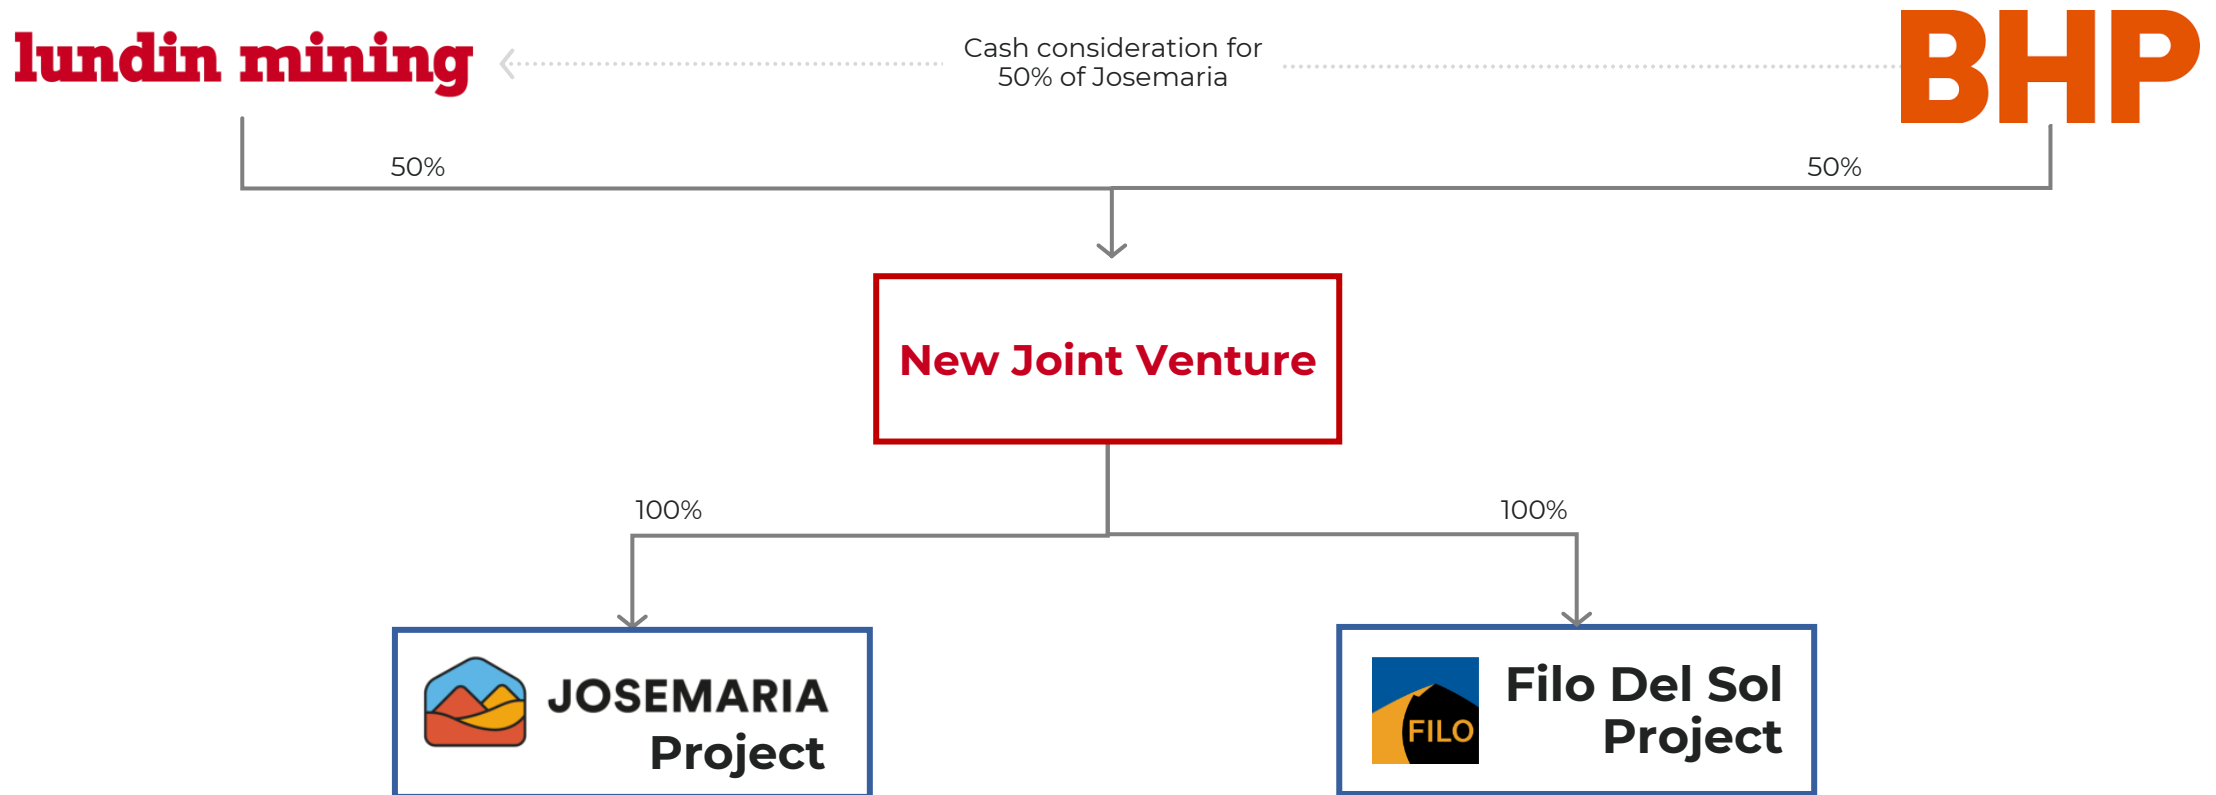 lundin mining
Cash consideration for
50% of Josemaria
BHP
50%
50%
New Joint Venture
100%
100%
JOSEMARIA
Project
FILO
Filo Del Sol
Project